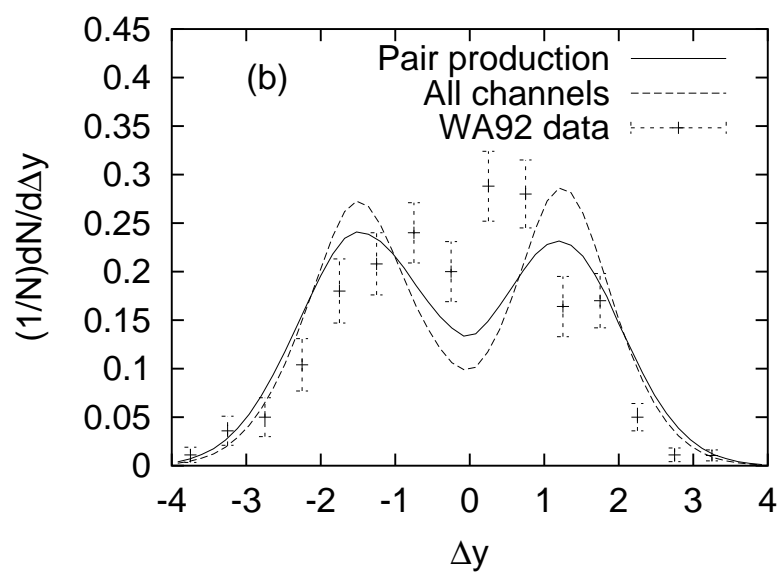 0.45
0.4
0.35
0.3
0.25
0.2
0.15
0.1
0.05
0
(1/N)dN/dΔy
(b)
Pair production
All channels
WA92 data
-4 -3 -2 -1 0 1 2 3 4
Δy